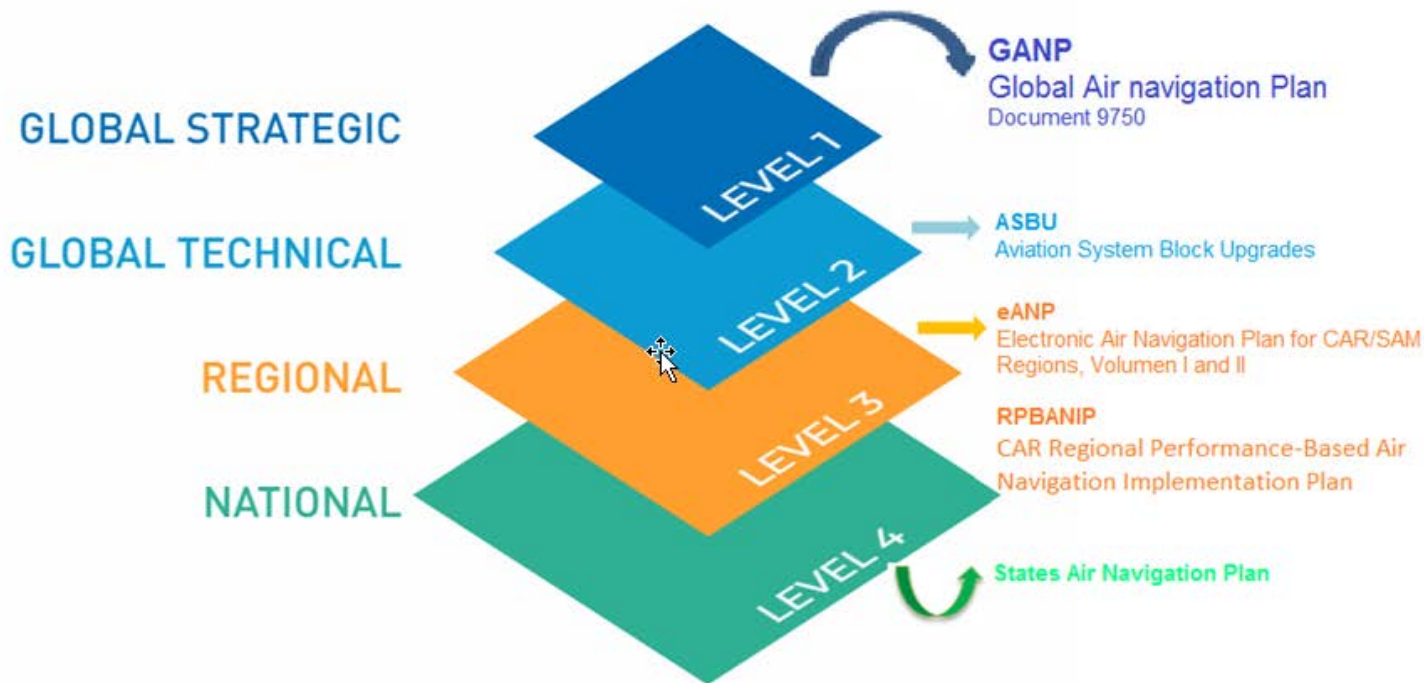 GLOBAL STRATEGIC
LEVEL 1
GANP
Global Air navigation Plan
Document 9750
GLOBAL TECHNICAL
LEVEL 2
ASBU
Aviation System Block Upgrades
REGIONAL
LEVEL 3
eANP
Electronic Air Navigation Plan for CAR/SAM
Regions, Volumen I and II
RPBANIP
CAR Regional Performance-Based Air
Navigation Implementation Plan
NATIONAL
LEVEL 4
States Air Navigation Plan